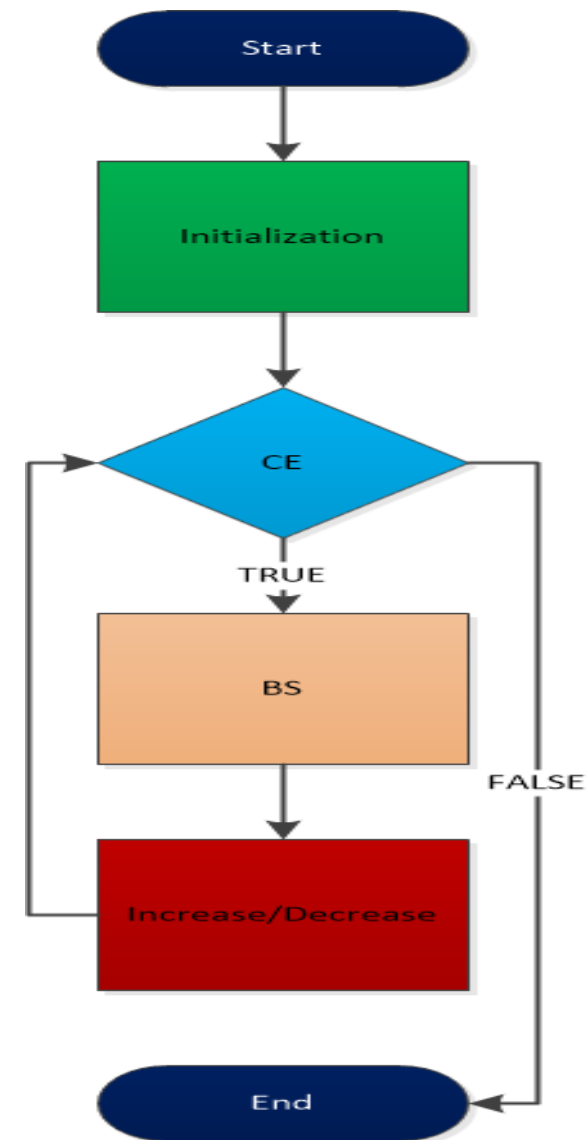 Start
Initialization
CE
TRUE
BS
FALSE
Increase/Decrease
End